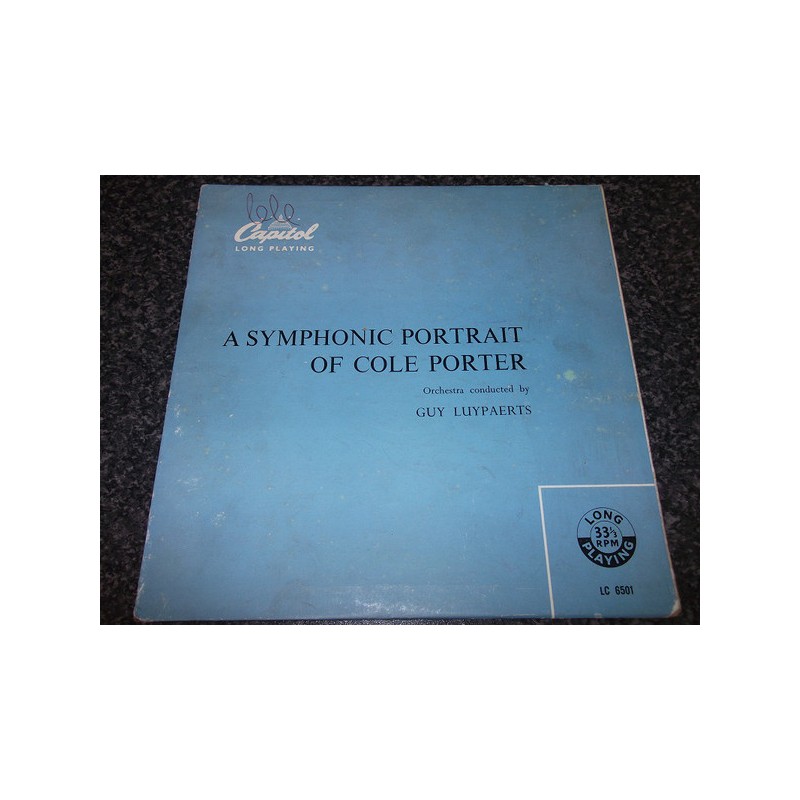 Capitol
LONG PLAYING
A SYMPHONIC PORTRAIT
OF COLE PORTER
Orchestra conducted by
GUY LUYPAERTS
LONG
33⅓
RPM
PLAYING
LC 6501